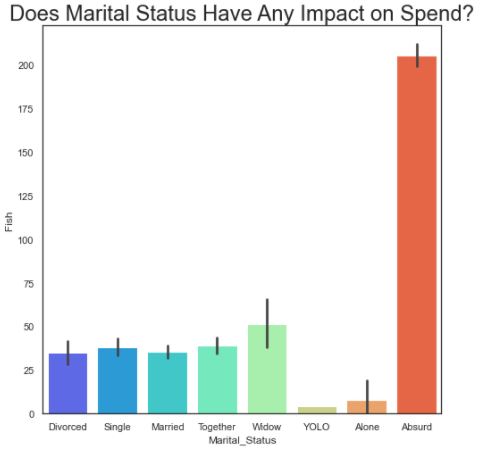 Does Marital Status Have Any Impact on Spend?
200
175
150
125
100
75
50
25
0
Fish
Divorced Single Married Together Widow YOLO Alone Absurd
Marital_Status